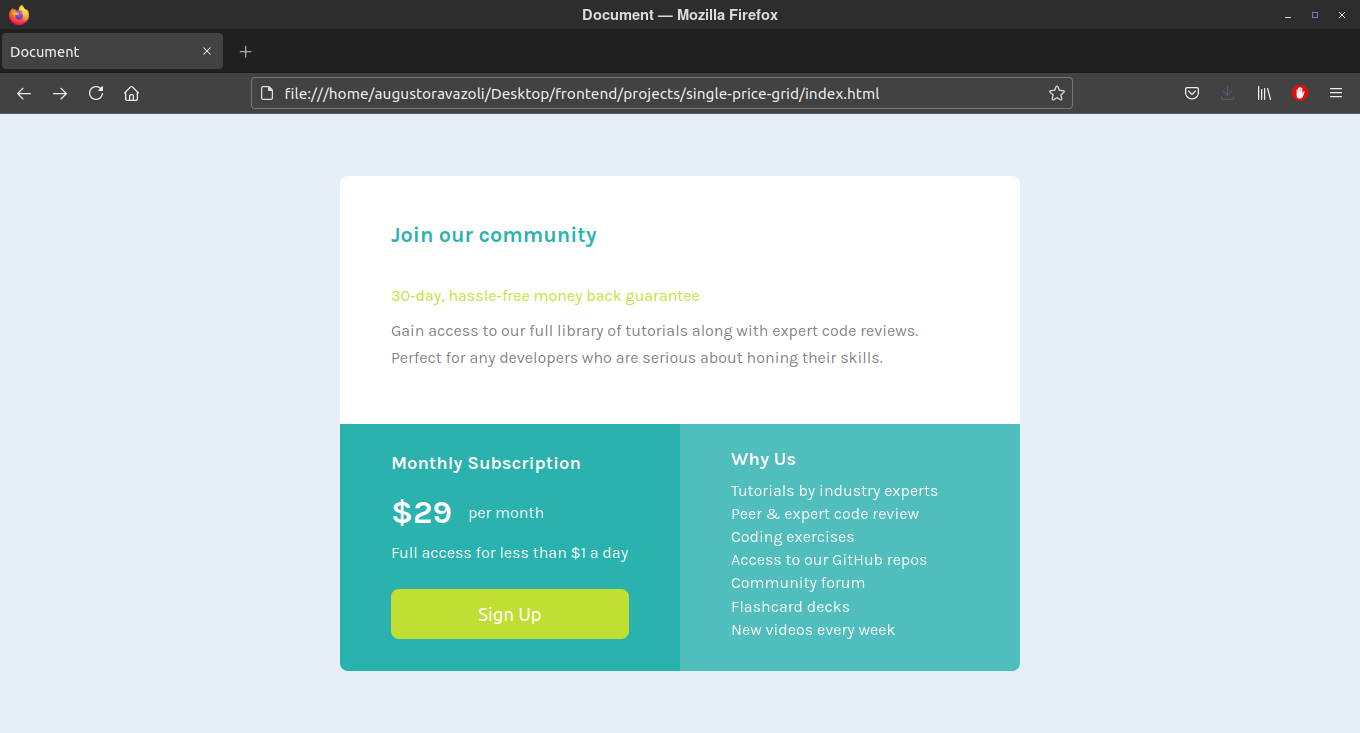 Document — Mozilla Firefox
Document
file:///home/augustoravazoli/Desktop/frontend/projects/single-price-grid/index.html
Join our community
30-day, hassle-free money back guarantee
Gain access to our full library of tutorials along with expert code reviews.
Perfect for any developers who are serious about honing their skills.
Monthly Subscription
$29 per month
Full access for less than $1 a day
Sign Up
Why Us
Tutorials by industry experts
Peer & expert code review
Coding exercises
Access to our GitHub repos
Community forum
Flashcard decks
New videos every week